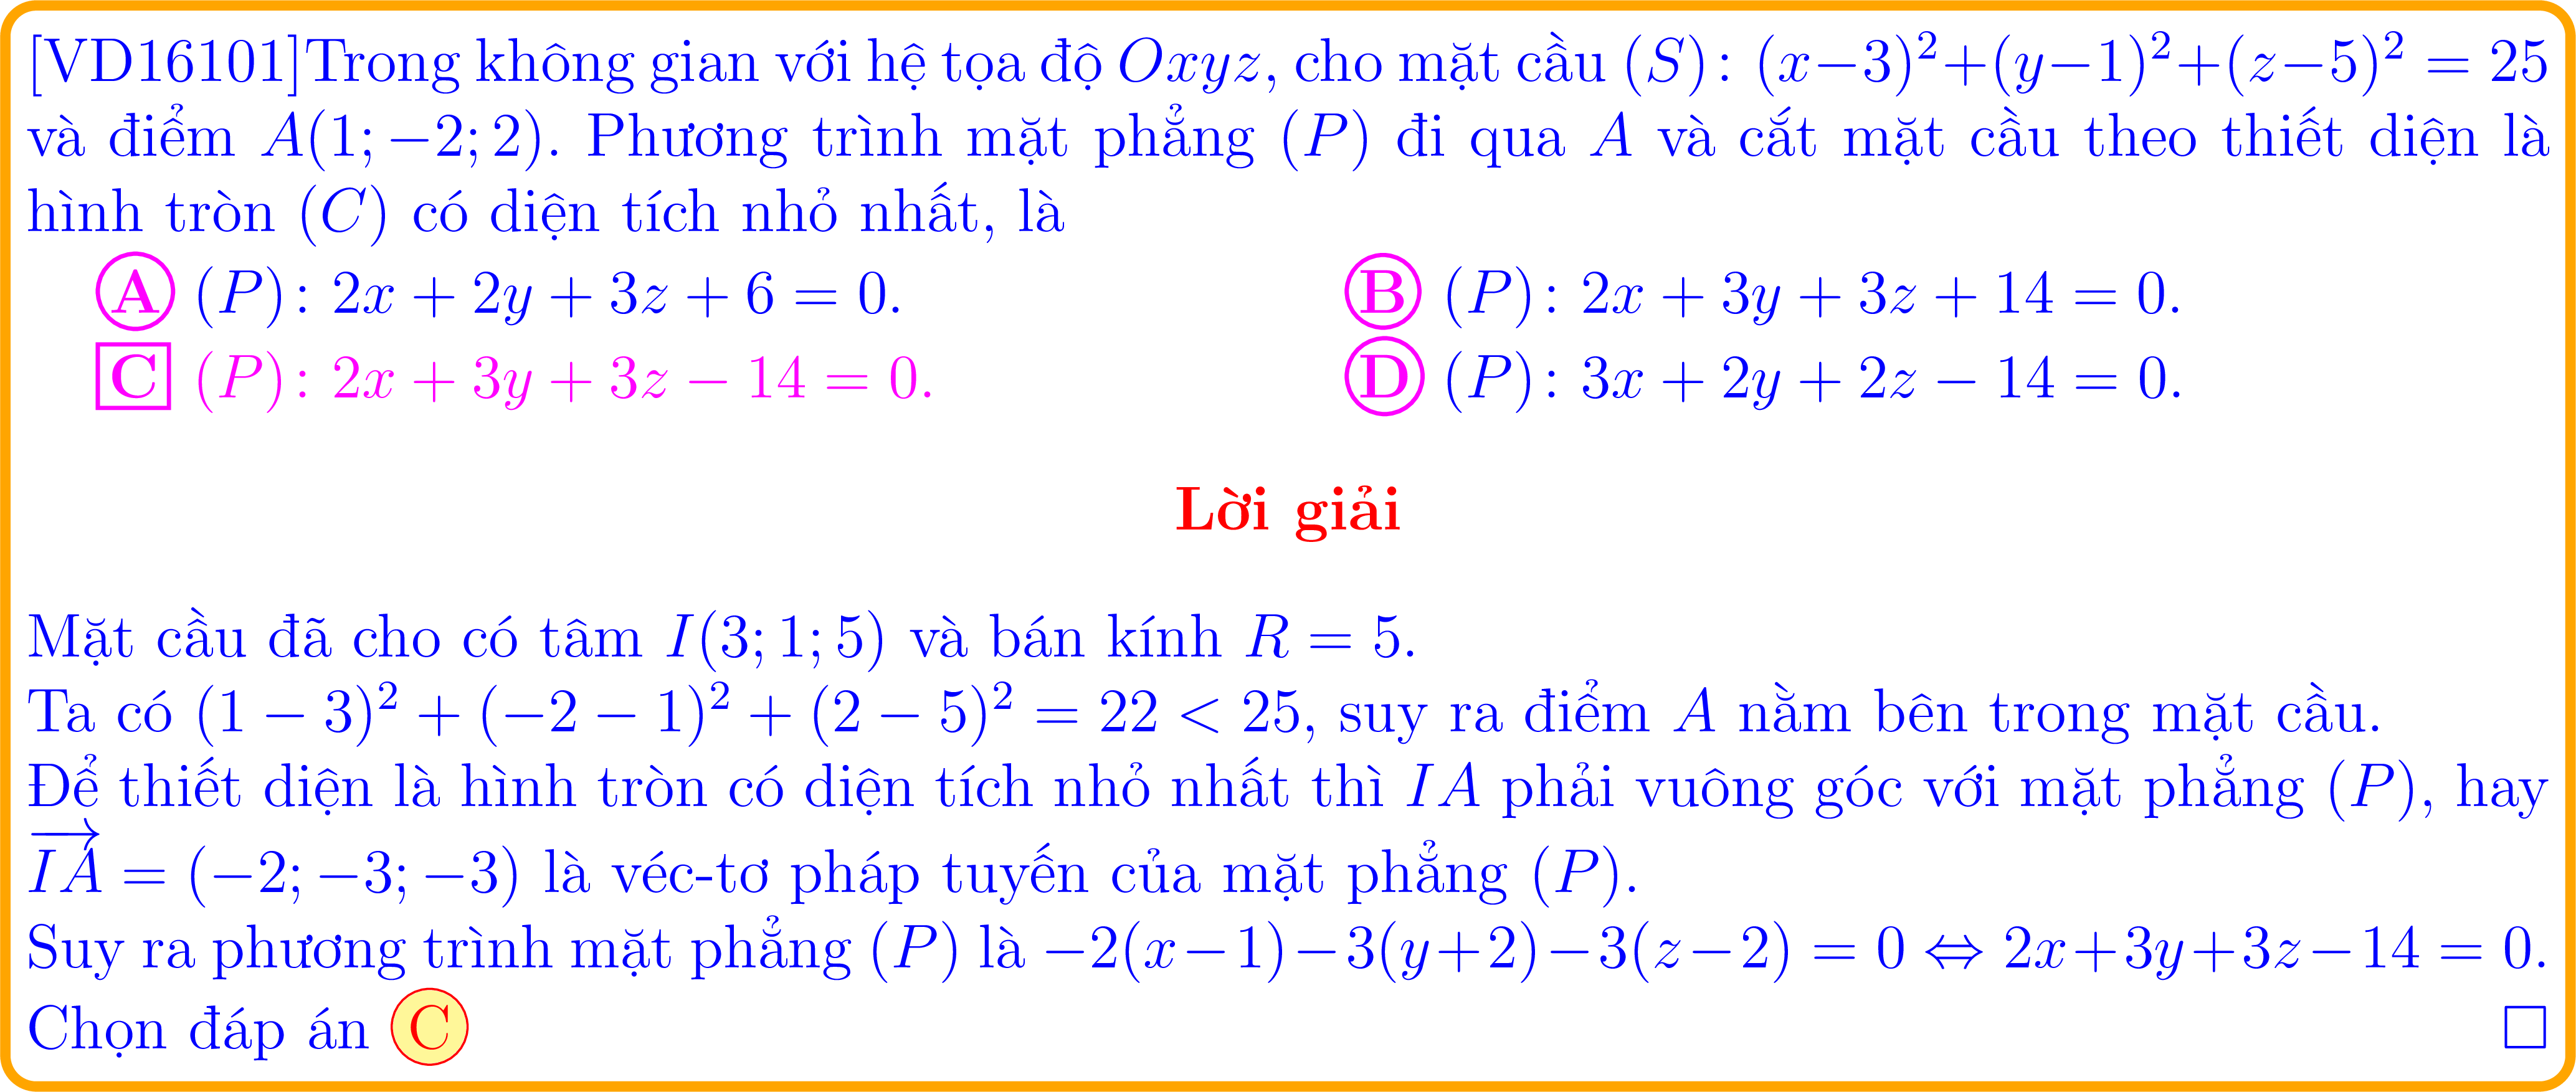 [VD16101]Trong không gian với hệ tọa độ Oxyz, cho mặt cầu (S): (x−3)²+(y−1)²+(z−5)² = 25
và điểm A(1; −2; 2). Phương trình mặt phẳng (P) đi qua A và cắt mặt cầu theo thiết diện là
hình tròn (C) có diện tích nhỏ nhất, là
A (P): 2x + 2y + 3z + 6 = 0. B (P): 2x + 3y + 3z + 14 = 0.
C (P): 2x + 3y + 3z − 14 = 0. D (P): 3x + 2y + 2z − 14 = 0.
Lời giải
Mặt cầu đã cho có tâm I(3; 1; 5) và bán kính R = 5.
Ta có (1 − 3)² + (−2 − 1)² + (2 − 5)² = 22 < 25, suy ra điểm A nằm bên trong mặt cầu.
Để thiết diện là hình tròn có diện tích nhỏ nhất thì IA phải vuông góc với mặt phẳng (P), hay
$\overrightarrow{IA}$ = (−2; −3; −3) là véc-tơ pháp tuyến của mặt phẳng (P).
Suy ra phương trình mặt phẳng (P) là −2(x−1)−3(y+2)−3(z−2) = 0 ⇔ 2x+3y+3z−14 = 0.
Chọn đáp án C □